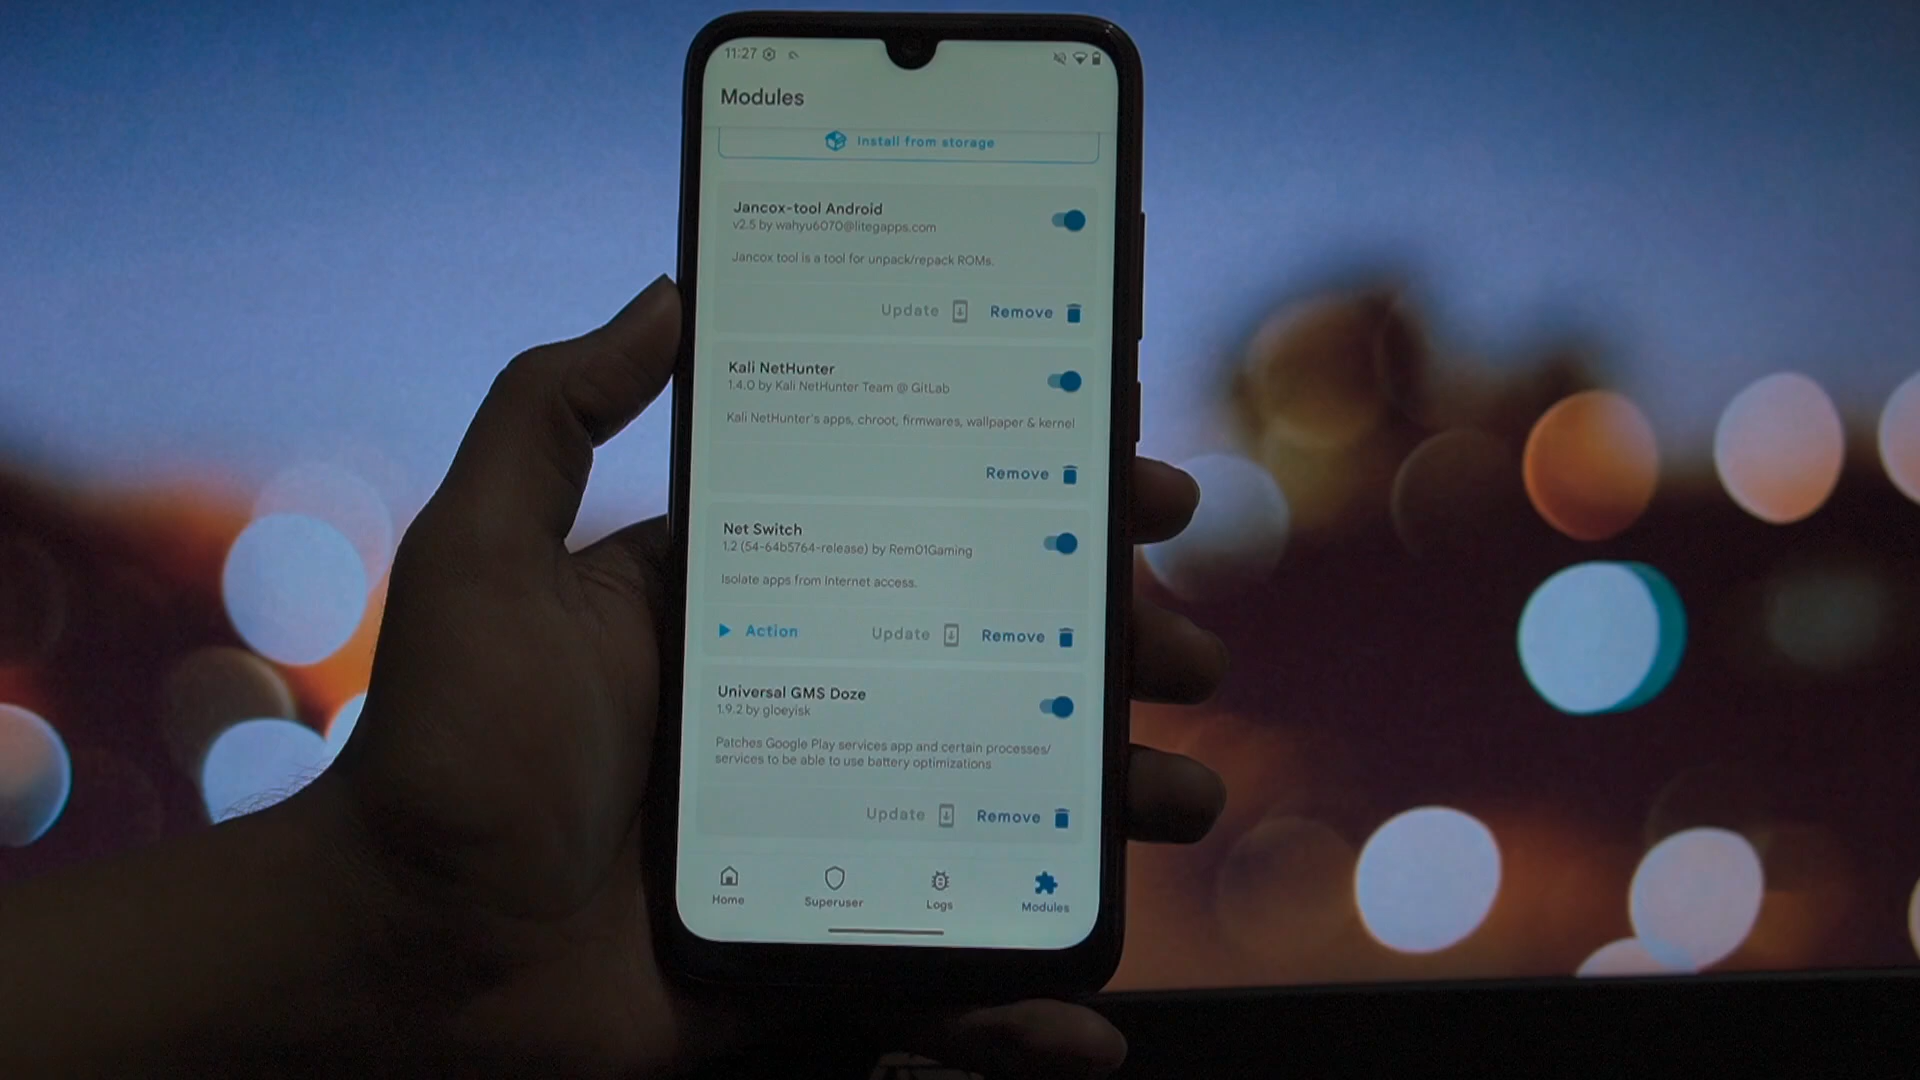 11:27
Modules
Install from storage
Jancox-tool Android
v2.5 by wahyu6070@litegapps.com
Jancox tool is a tool for unpack/repack ROMs.
Update Remove
Kali NetHunter
1.4.0 by Kali NetHunter Team @ GitLab
Kali NetHunter's apps, chroot, firmwares, wallpaper & kernel
Remove
Net Switch
1.2 (54-64b5764-release) by Rem01Gaming
Isolate apps from Internet access.
Action Update Remove
Universal GMS Doze
1.9.2 by gloeyisk
Patches Google Play services app and certain processes/
services to be able to use battery optimizations
Update Remove
Home Superuser Logs Modules